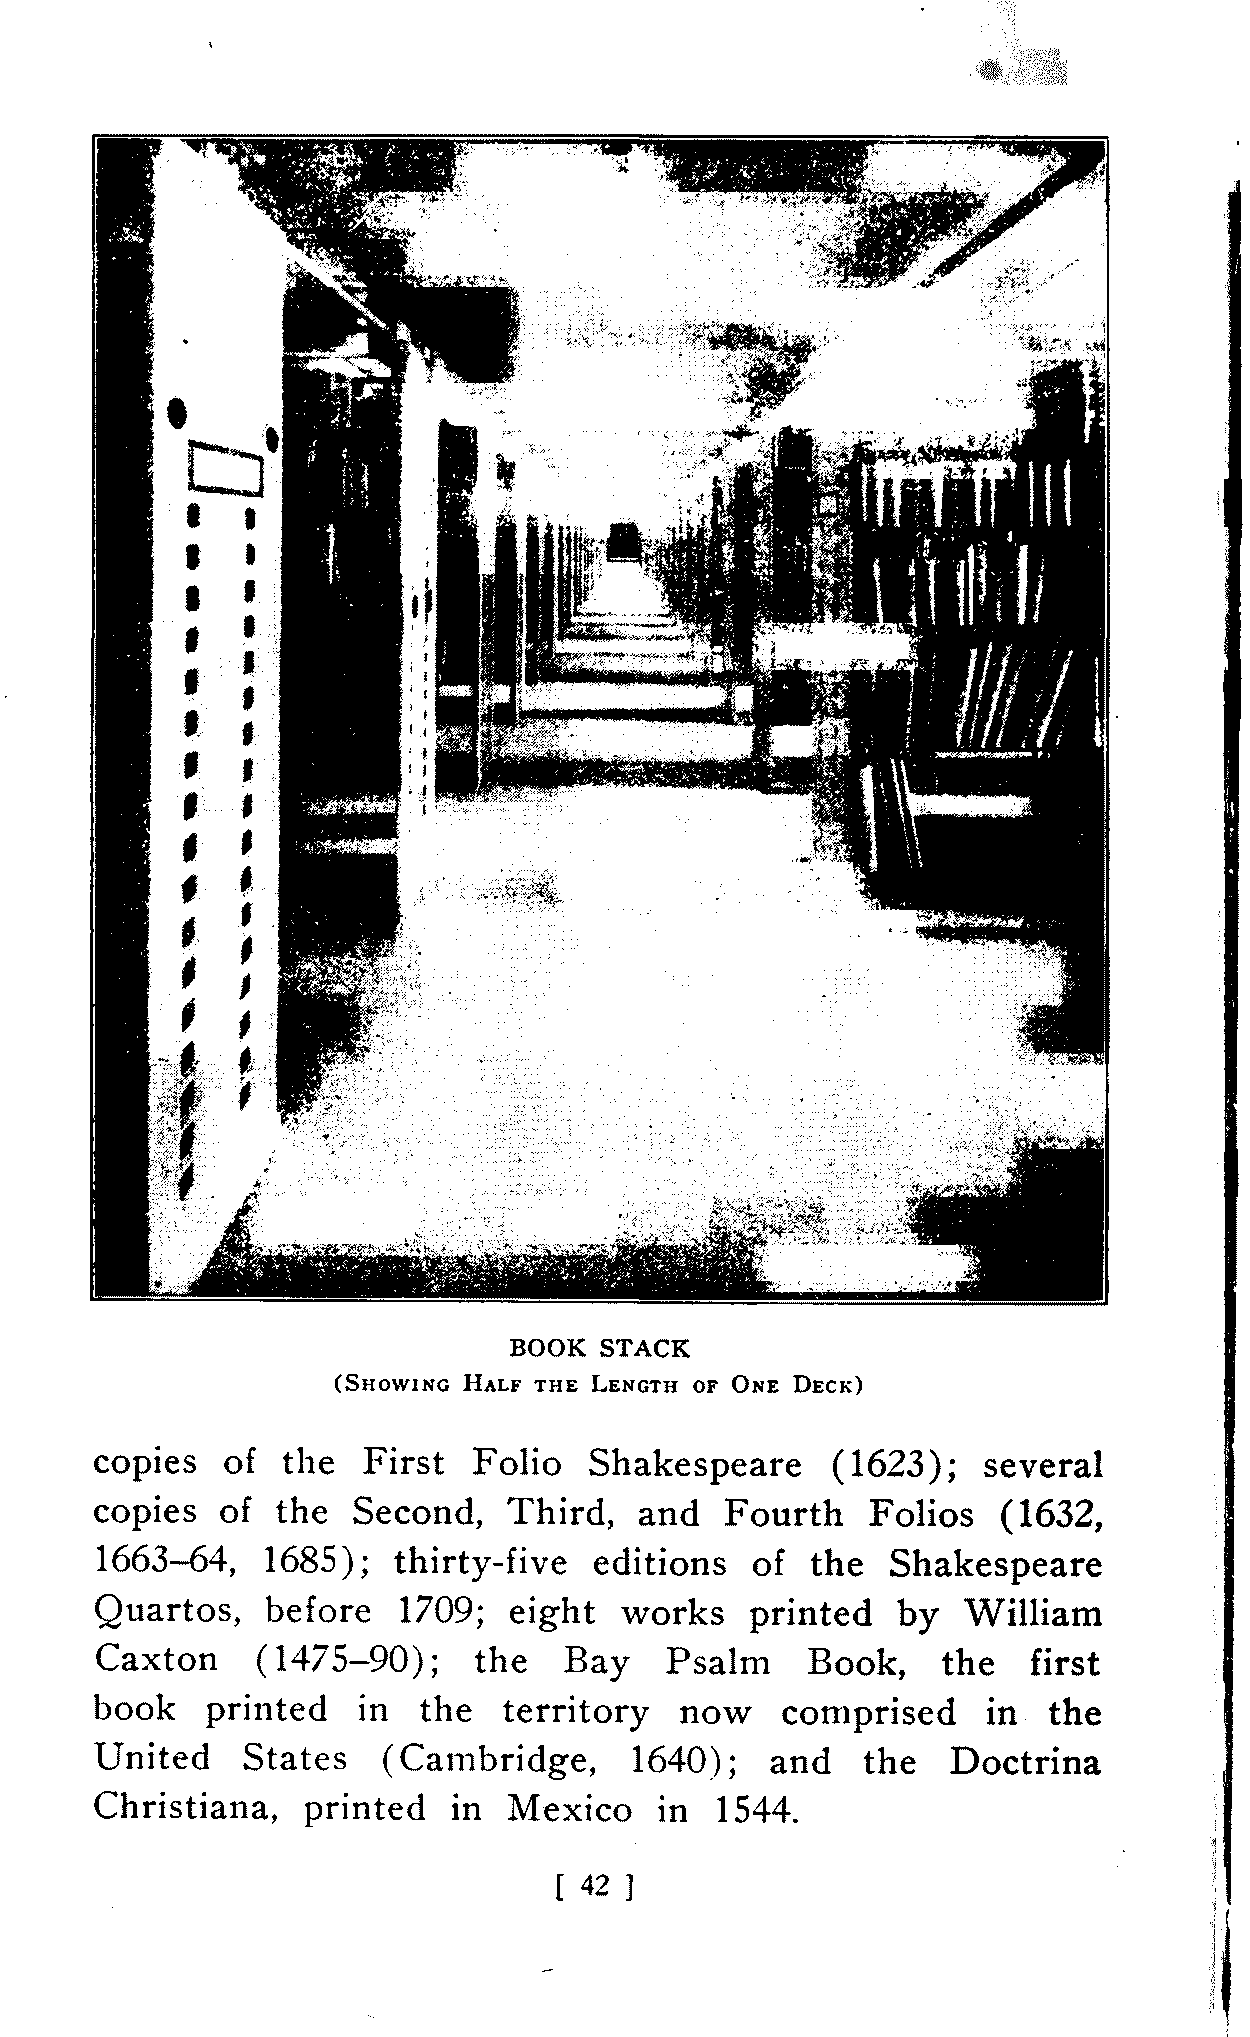 BOOK STACK
(Showing Half the Length of One Deck)
copies of the First Folio Shakespeare (1623); several
copies of the Second, Third, and Fourth Folios (1632,
1663–64, 1685); thirty-five editions of the Shakespeare
Quartos, before 1709; eight works printed by William
Caxton (1475–90); the Bay Psalm Book, the first
book printed in the territory now comprised in the
United States (Cambridge, 1640); and the Doctrina
Christiana, printed in Mexico in 1544.
[ 42 ]